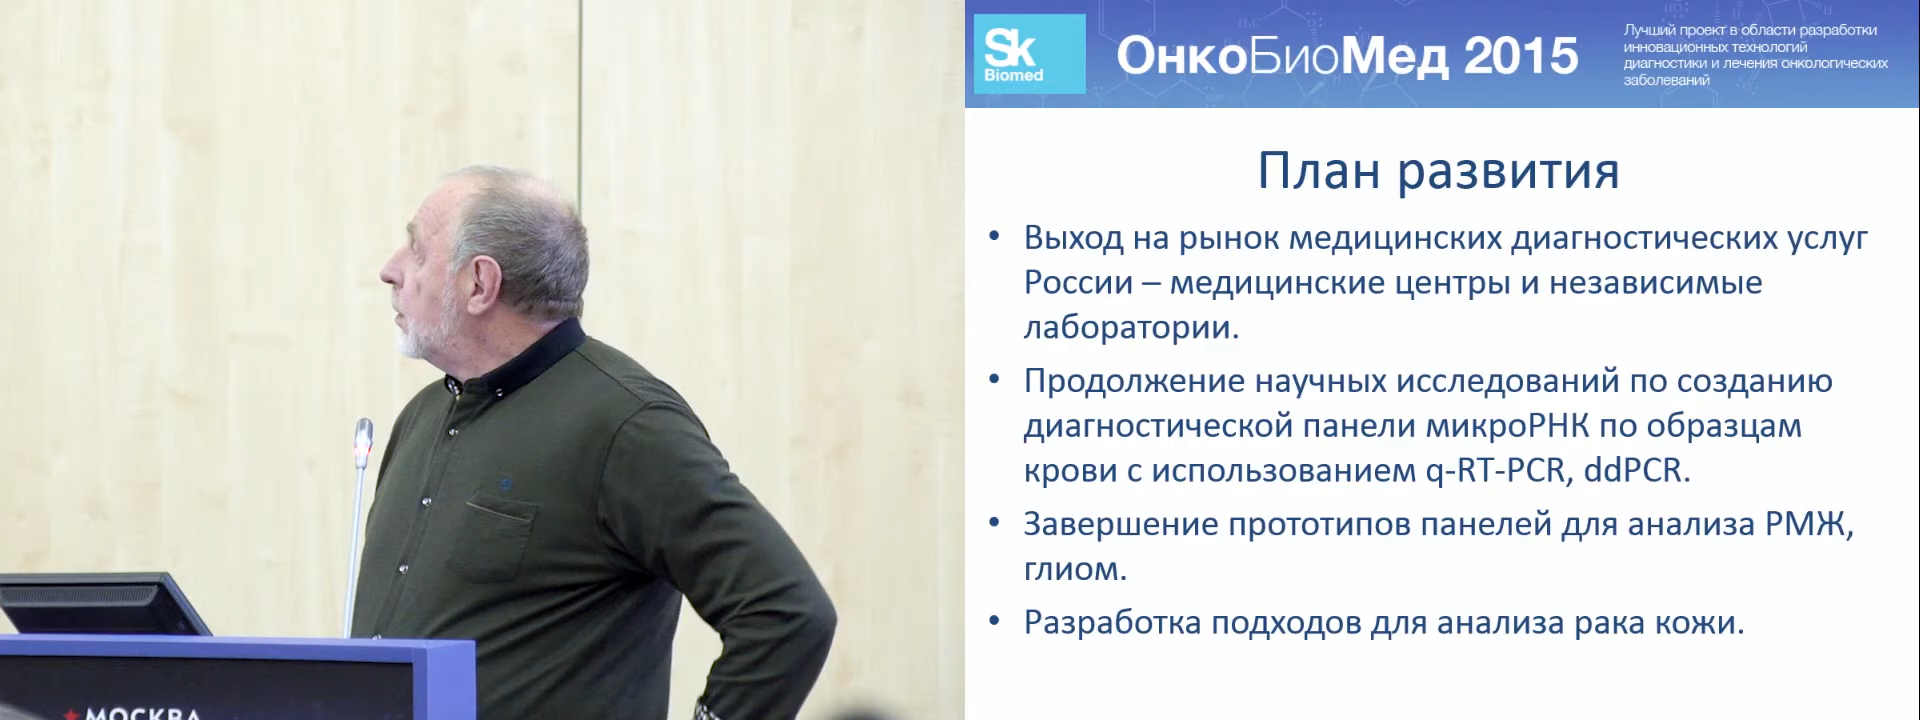 Sk
Biomed
ОнкоБиоМед 2015
Лучший проект в области разработки
инновационных технологий
диагностики и лечения онкологических
заболеваний
План развития
• Выход на рынок медицинских диагностических услуг
России – медицинские центры и независимые
лаборатории.
• Продолжение научных исследований по созданию
диагностической панели микроРНК по образцам
крови с использованием q-RT-PCR, ddPCR.
• Завершение прототипов панелей для анализа РМЖ,
глиом.
• Разработка подходов для анализа рака кожи.
МОСКВА